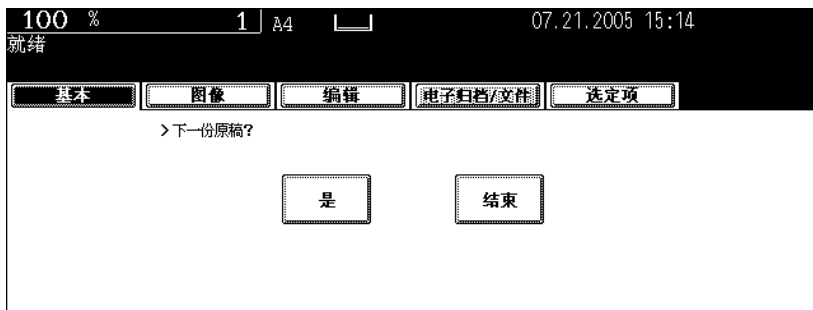 100 % 1 A4 07.21.2005 15:14
就绪
基本 图像 编辑 电子归档/文件 选定项
>下一份原稿?
是 结束